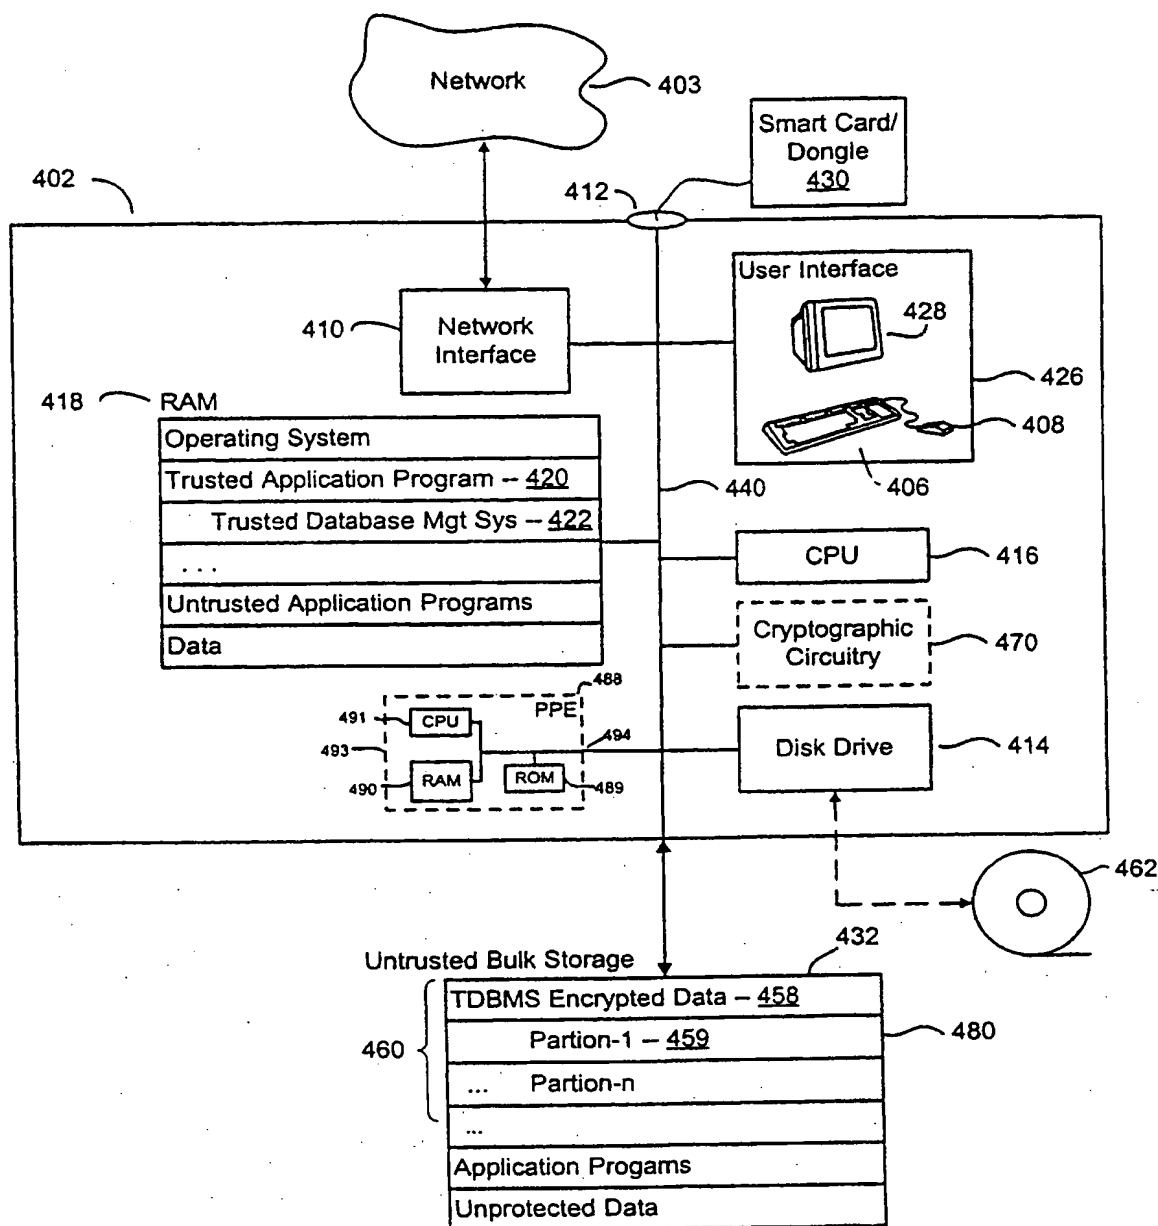 Network
403
Smart Card/
Dongle
430
402
412
User Interface
428
410
Network
Interface
426
418
RAM
408
Operating System
Trusted Application Program -- 420
440
406
Trusted Database Mgt Sys -- 422
. . .
CPU
416
Untrusted Application Programs
Data
Cryptographic
Circuitry
470
488
PPE
491
CPU
493
494
Disk Drive
414
490
RAM
ROM
489
462
432
Untrusted Bulk Storage
TDBMS Encrypted Data -- 458
480
460
Partion-1 -- 459
... Partion-n
...
Application Progams
Unprotected Data